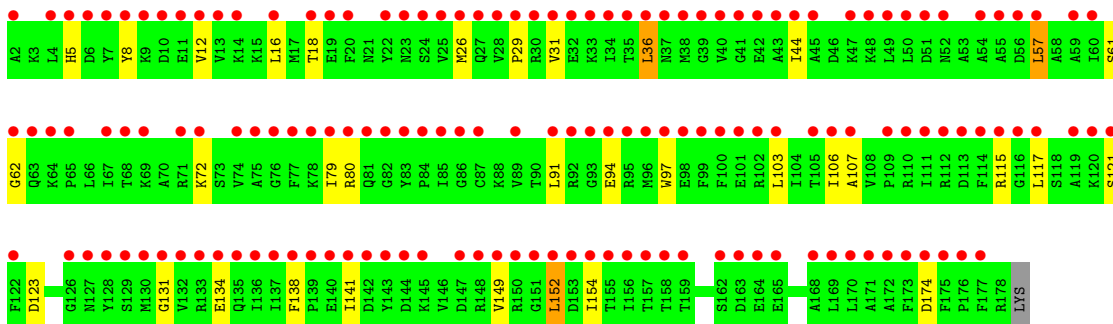 A2 K3 L4 H5 D6 Y7 Y8 K9 D10 E11 V12 V13 K14 K15 L16 M17 T18 E19 F20 N21 Y22 N23 S24 V25 M26 Q27 V28 P29 R30 V31 E32 K33 I34 T35 L36 N37 M38 G39 V40 G41 E42 A43 I44 A45 D46 K47 K48 L49 L50 D51 N52 A53 A54 A55 D56 L57 A58 A59 I60 S61
G62 Q63 K64 P65 L66 I67 T68 K69 A70 R71 K72 S73 V74 A75 G76 F77 K78 I79 R80 Q81 G82 Y83 P84 I85 G86 C87 K88 V89 T90 L91 R92 G93 E94 R95 M96 W97 E98 F99 F100 E101 R102 L103 I104 T105 I106 A107 V108 P109 R110 I111 R112 D113 F114 R115 G116 L117 S118 A119 K120 S121
F122 D123 G126 N127 Y128 S129 M130 G131 V132 R133 E134 Q135 I136 I137 F138 P139 E140 I141 D142 Y143 D144 K145 V146 D147 R148 V149 R150 G151 L152 D153 I154 T155 I156 T157 T158 T159 S162 D163 E164 E165 A168 L169 L170 A171 A172 F173 D174 F175 P176 F177 R178 LYS